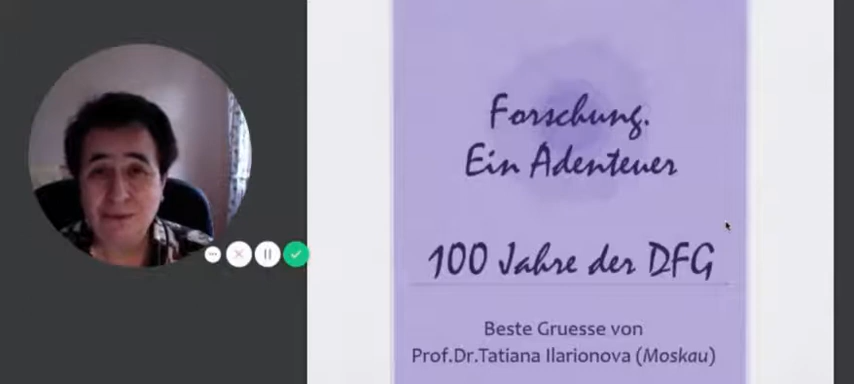 Forschung.
Ein Adenteuer
100 Jahre der DFG
Beste Gruesse von
Prof.Dr.Tatiana Ilarionova (Moskau)